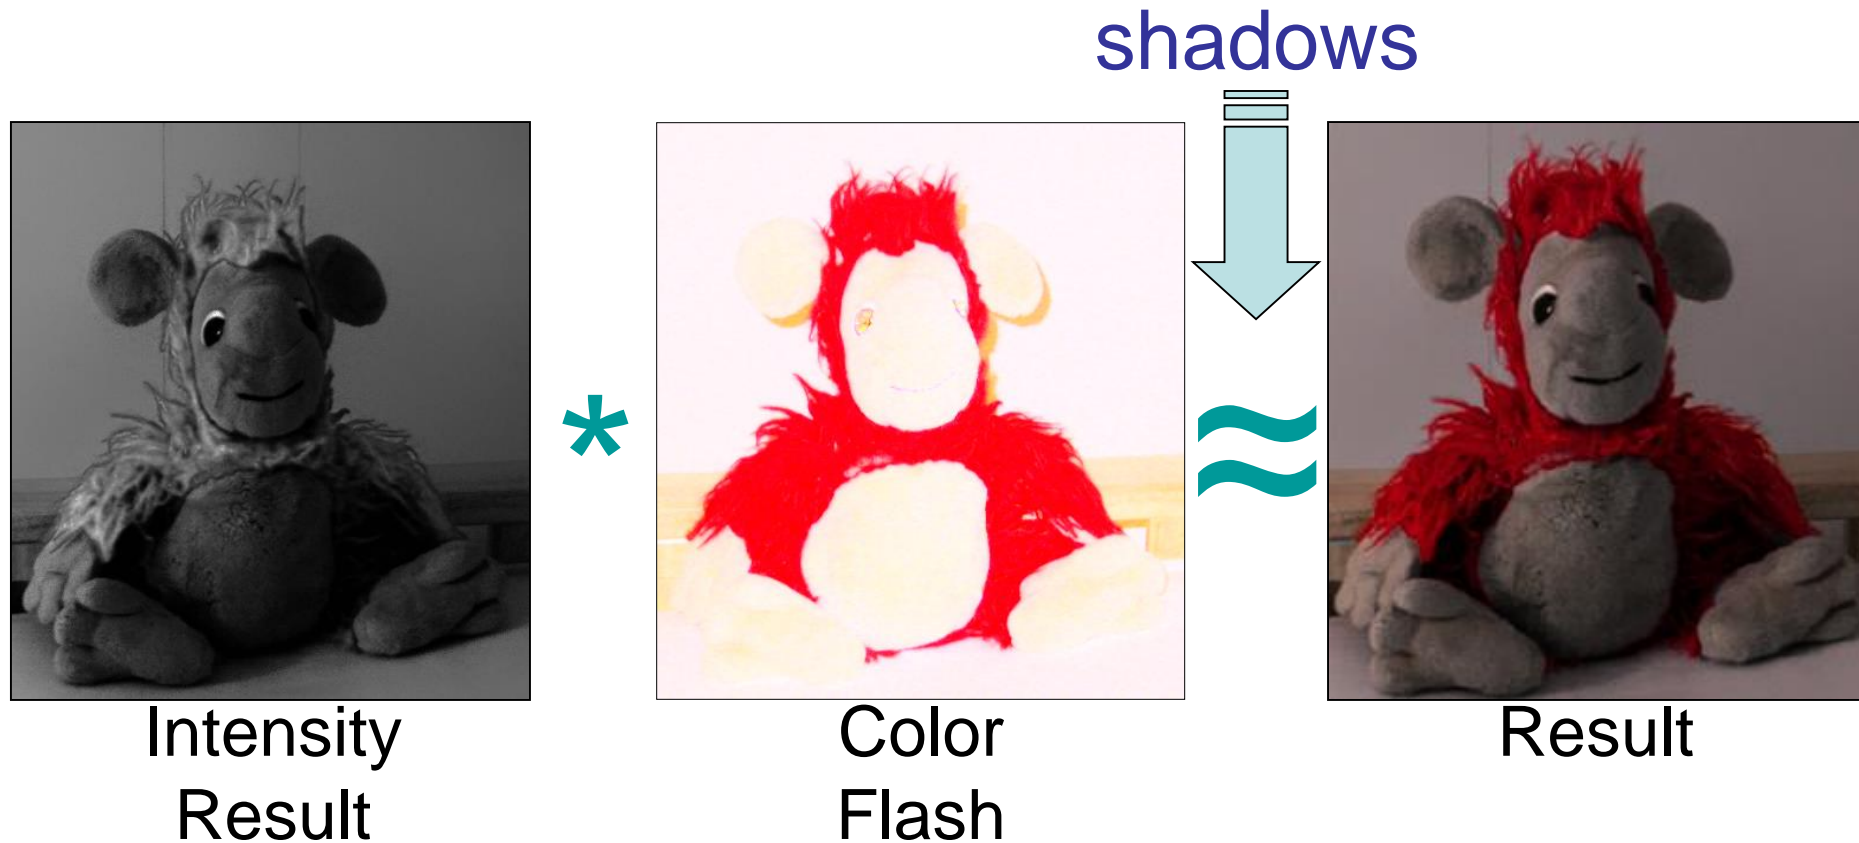 shadows
*
≈
Intensity
Result
Color
Flash
Result